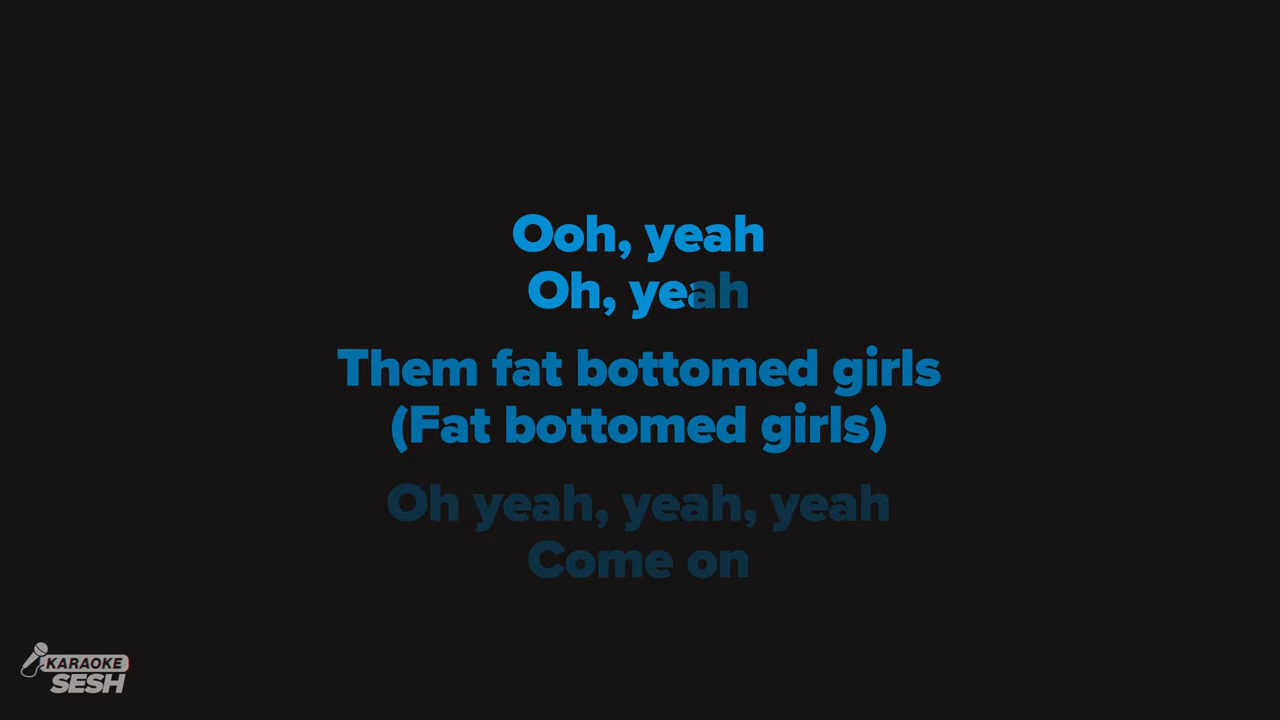 Ooh, yeah
Oh, yeah
Them fat bottomed girls
(Fat bottomed girls)
Oh yeah, yeah, yeah
Come on
KARAOKE
SESH